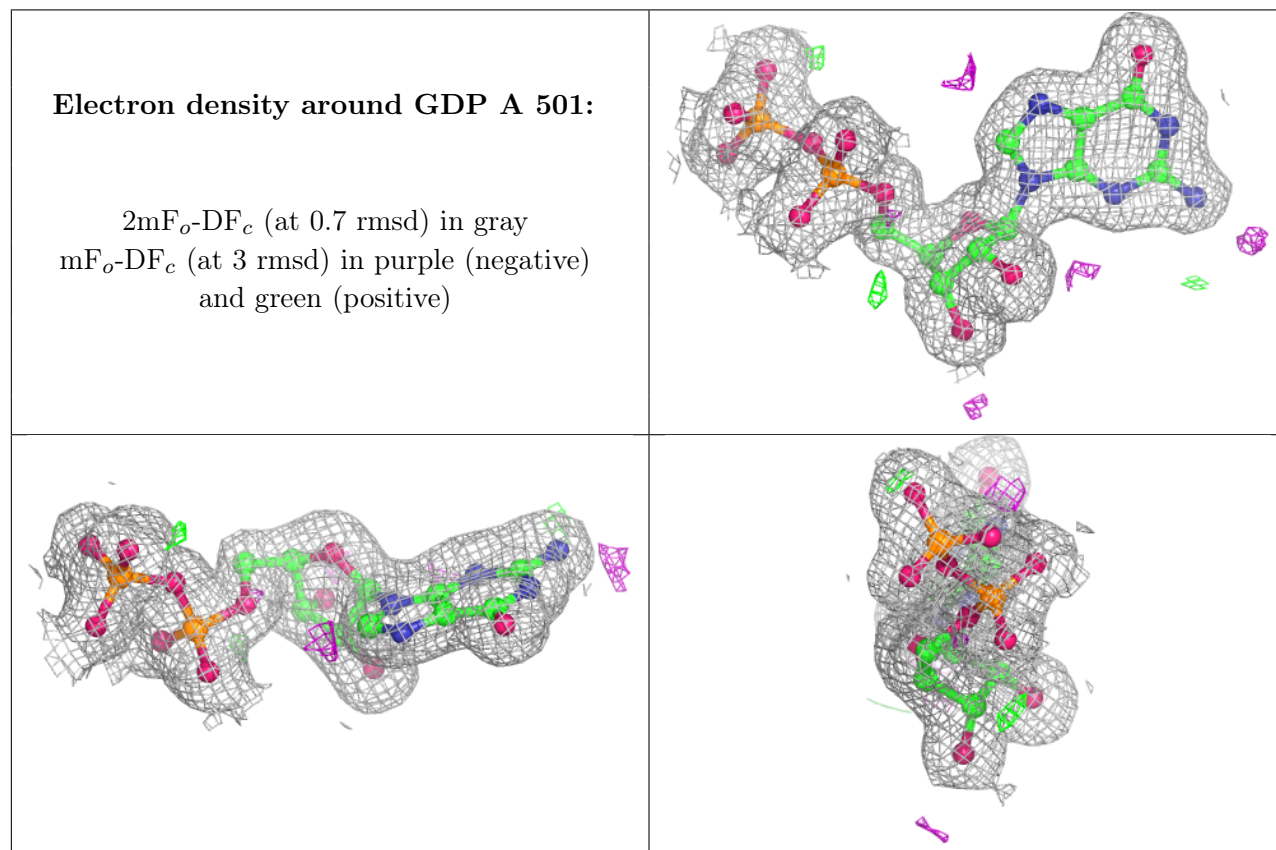 Electron density around GDP A 501:
2mFo-DFc (at 0.7 rmsd) in gray
mFo-DFc (at 3 rmsd) in purple (negative)
and green (positive)